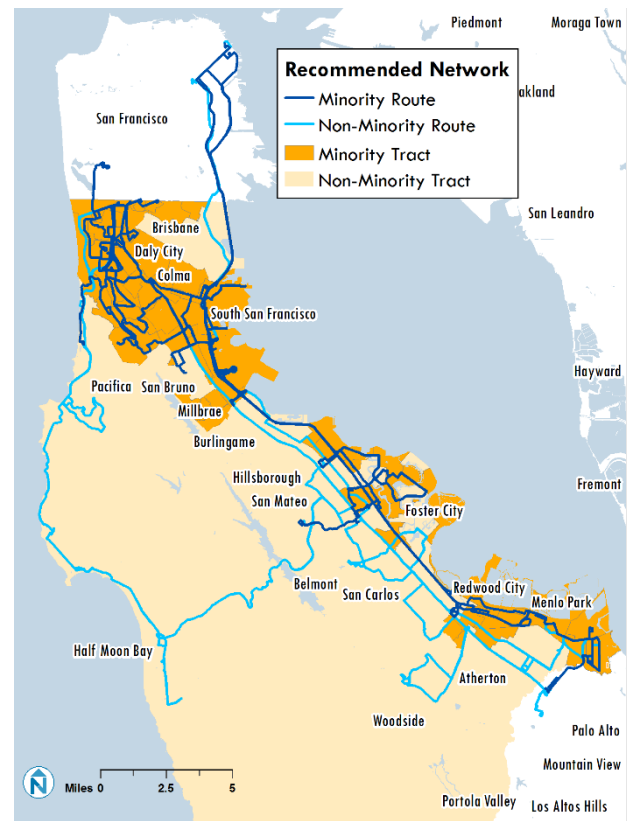 Piedmont
Moraga Town
Recommended Network
Minority Route
Non-Minority Route
Minority Tract
Non-Minority Tract
akland
San Francisco
San Leandro
Brisbane
Daly City
Colma
South San Francisco
Hayward
Pacifica
San Bruno
Millbrae
Burlingame
Hillsborough
San Mateo
Fremont
Foster City
Belmont
San Carlos
Redwood City
Menlo Park
Half Moon Bay
Atherton
Woodside
Palo Alto
Mountain View
Portola Valley
Los Altos Hills
N
Miles 0 2.5 5